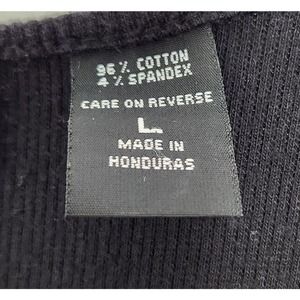 96% COTTON
4% SPANDEX
CARE ON REVERSE
L
MADE IN
HONDURAS